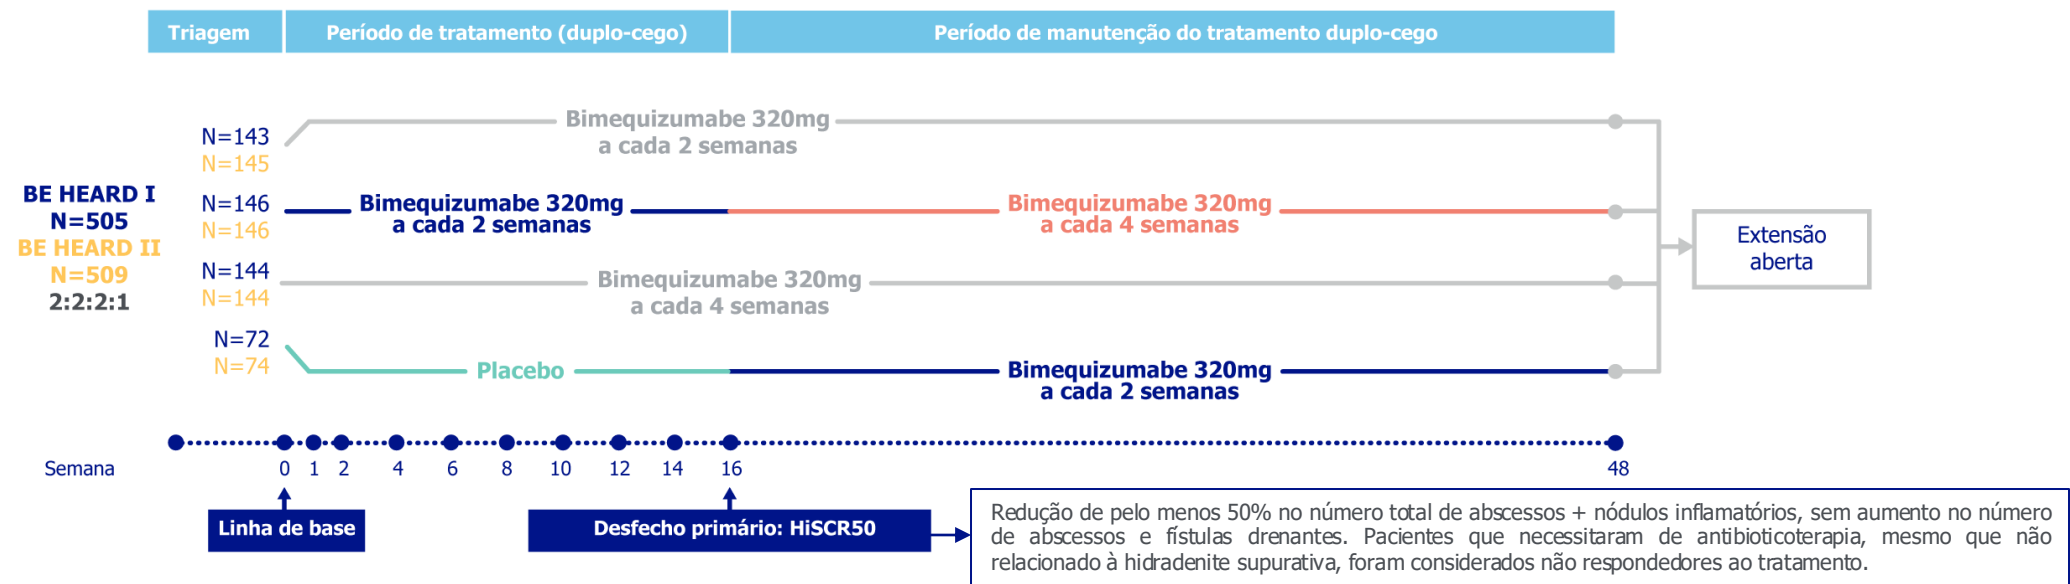 Triagem
Período de tratamento (duplo-cego)
Período de manutenção do tratamento duplo-cego
BE HEARD I
N=505
BE HEARD II
N=509
2:2:2:1
N=143
N=145
Bimequizumabe 320mg
a cada 2 semanas
N=146
N=146
Bimequizumabe 320mg
a cada 2 semanas
Bimequizumabe 320mg
a cada 4 semanas
N=144
N=144
Bimequizumabe 320mg
a cada 4 semanas
N=72
N=74
Placebo
Bimequizumabe 320mg
a cada 2 semanas
Extensão
aberta
Semana
0 1 2 4 6 8 10 12 14 16 48
Linha de base
Desfecho primário: HiSCR50
Redução de pelo menos 50% no número total de abscessos + nódulos inflamatórios, sem aumento no número
de abscessos e fístulas drenantes. Pacientes que necessitaram de antibioticoterapia, mesmo que não
relacionado à hidradenite supurativa, foram considerados não respondedores ao tratamento.